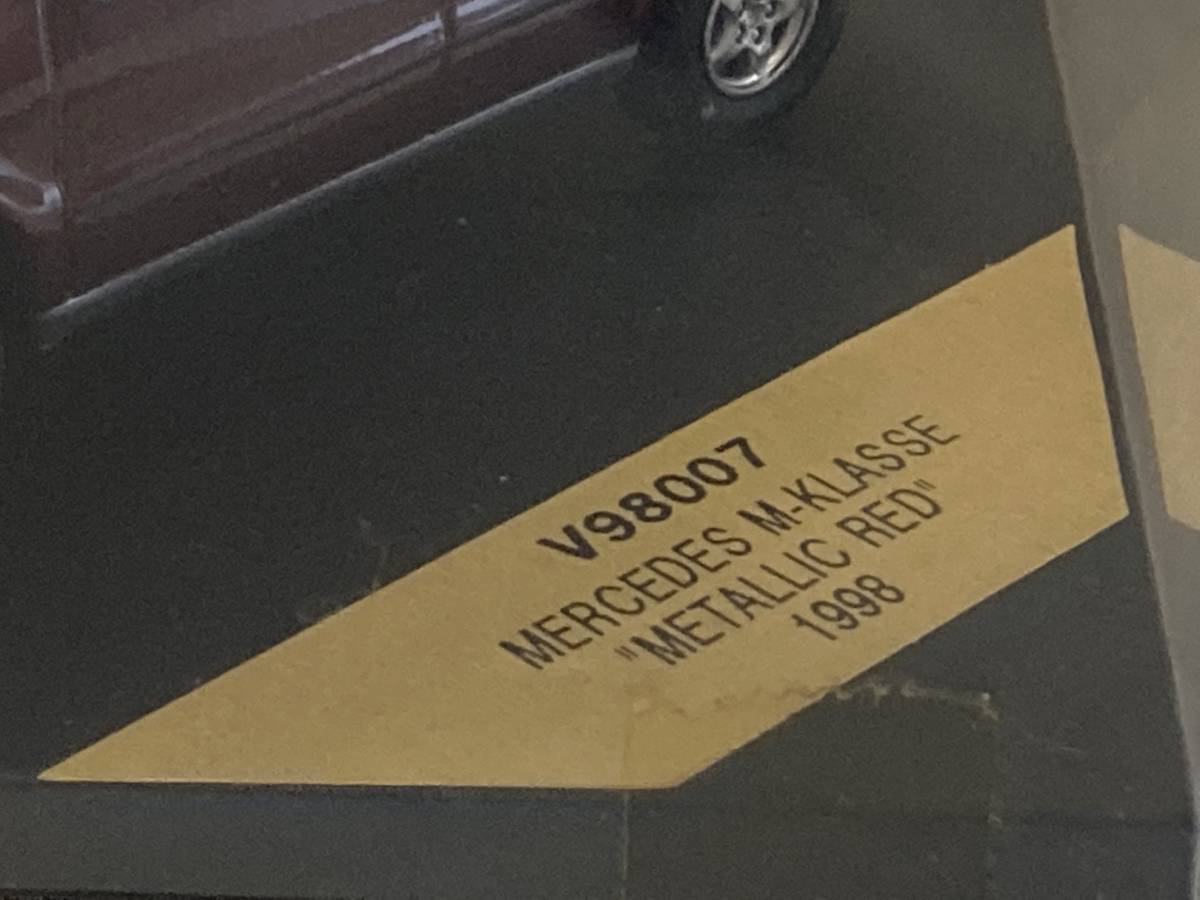 V98007
MERCEDES M-KLASSE
"METALLIC RED"
1998